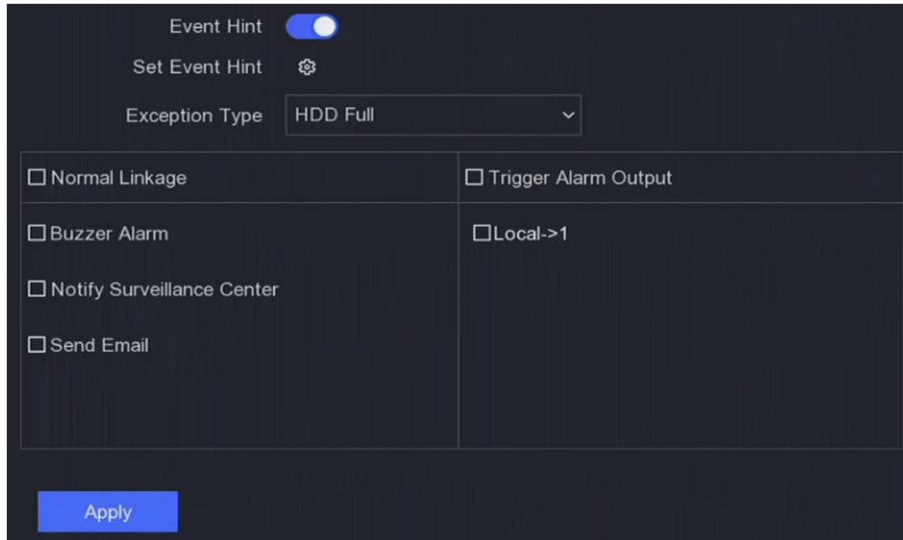 Event Hint
Set Event Hint
Exception Type HDD Full
Normal Linkage Trigger Alarm Output
Buzzer Alarm Local->1
Notify Surveillance Center
Send Email
Apply